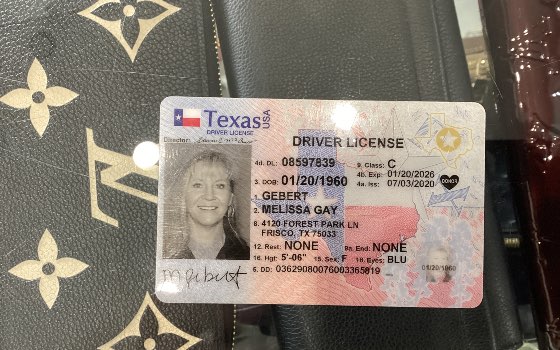 Texas USA
DRIVER LICENSE
Director:
DRIVER LICENSE
4d. DL: 08597839 9. Class: C
3. DOB: 01/20/1960 4b. Exp: 01/20/2026
4a. Iss: 07/03/2020 DONOR
1. GEBERT
2. MELISSA GAY
8. 4120 FOREST PARK LN
FRISCO, TX 75033
12. Rest: NONE 9a. End: NONE
16. Hgt: 5'-06" 15. Sex: F 18. Eyes: BLU
5. DD: 03629080076003365819
01/20/1960
M Gebert
LV